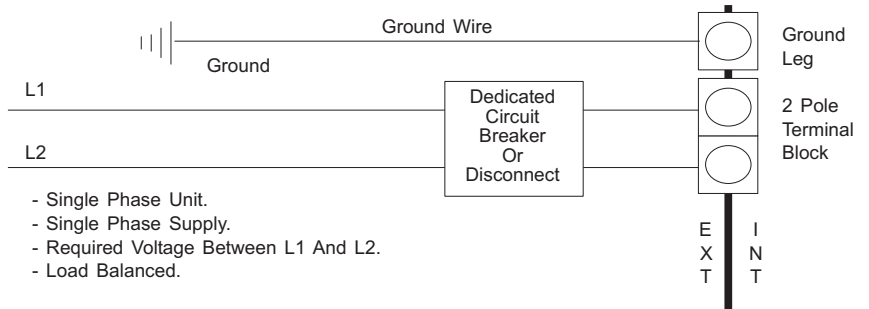 Ground Wire
Ground
Leg
Ground
L1
Dedicated
Circuit
Breaker
Or
Disconnect
2 Pole
Terminal
Block
L2
- Single Phase Unit.
- Single Phase Supply.
- Required Voltage Between L1 And L2.
- Load Balanced.
E
X
T
I
N
T